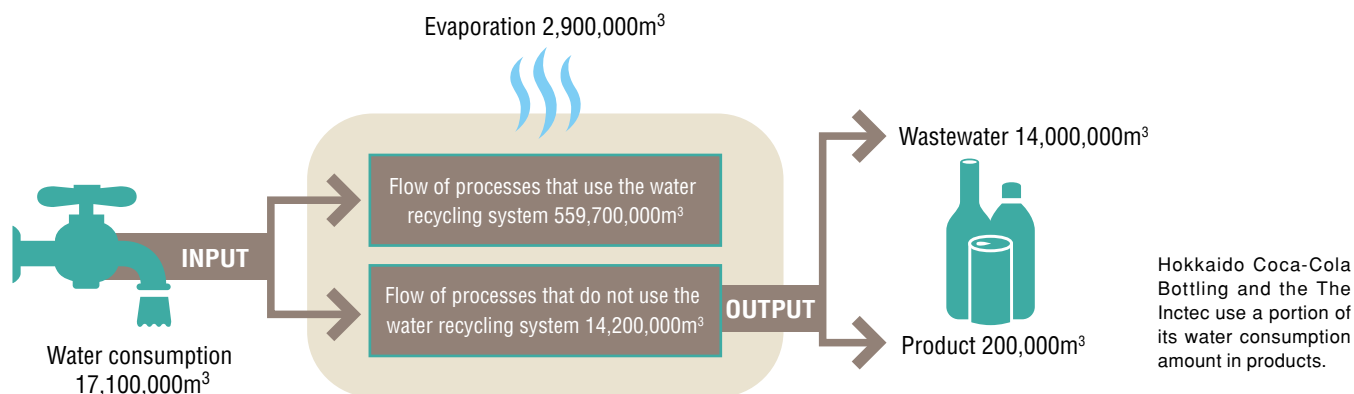 Evaporation 2,900,000m³
Flow of processes that use the water
recycling system 559,700,000m³
Wastewater 14,000,000m³
INPUT
Flow of processes that do not use the
water recycling system 14,200,000m³
OUTPUT
Water consumption
17,100,000m³
Product 200,000m³
Hokkaido Coca-Cola
Bottling and the The
Inctec use a portion of
its water consumption
amount in products.